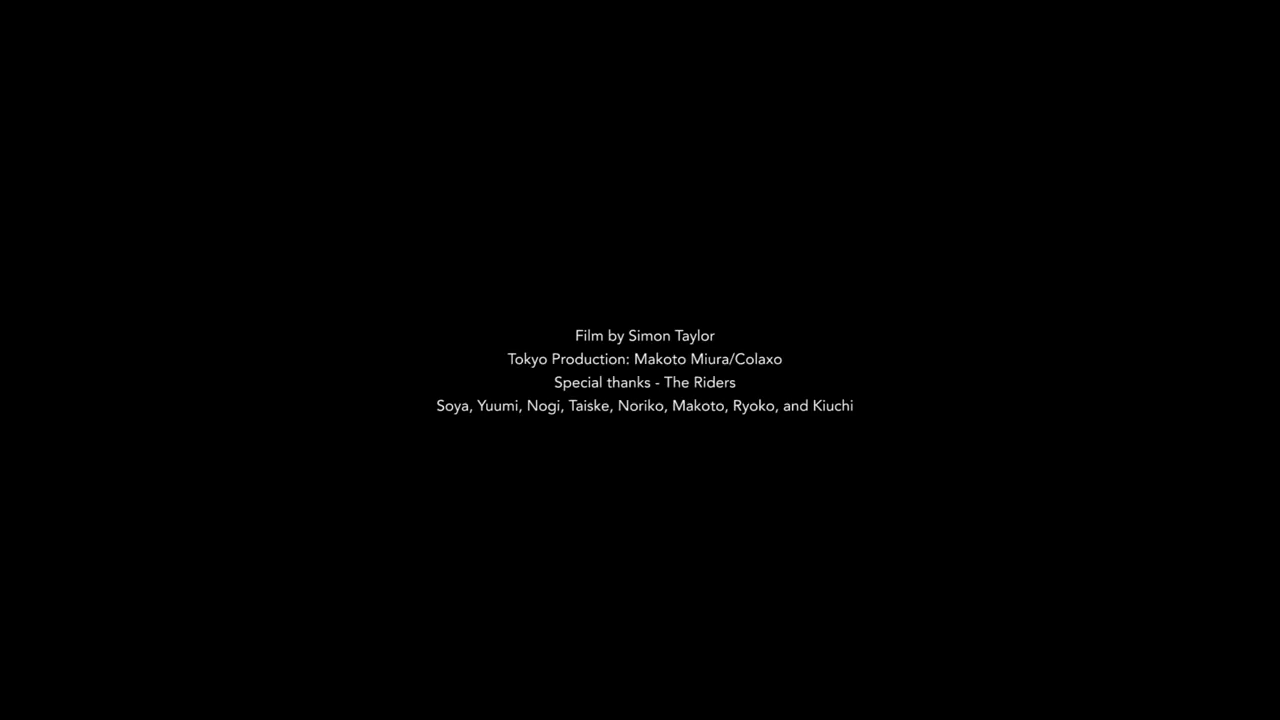 Film by Simon Taylor
Tokyo Production: Makoto Miura/Colaxo
Special thanks - The Riders
Soya, Yuumi, Nogi, Taiske, Noriko, Makoto, Ryoko, and Kiuchi